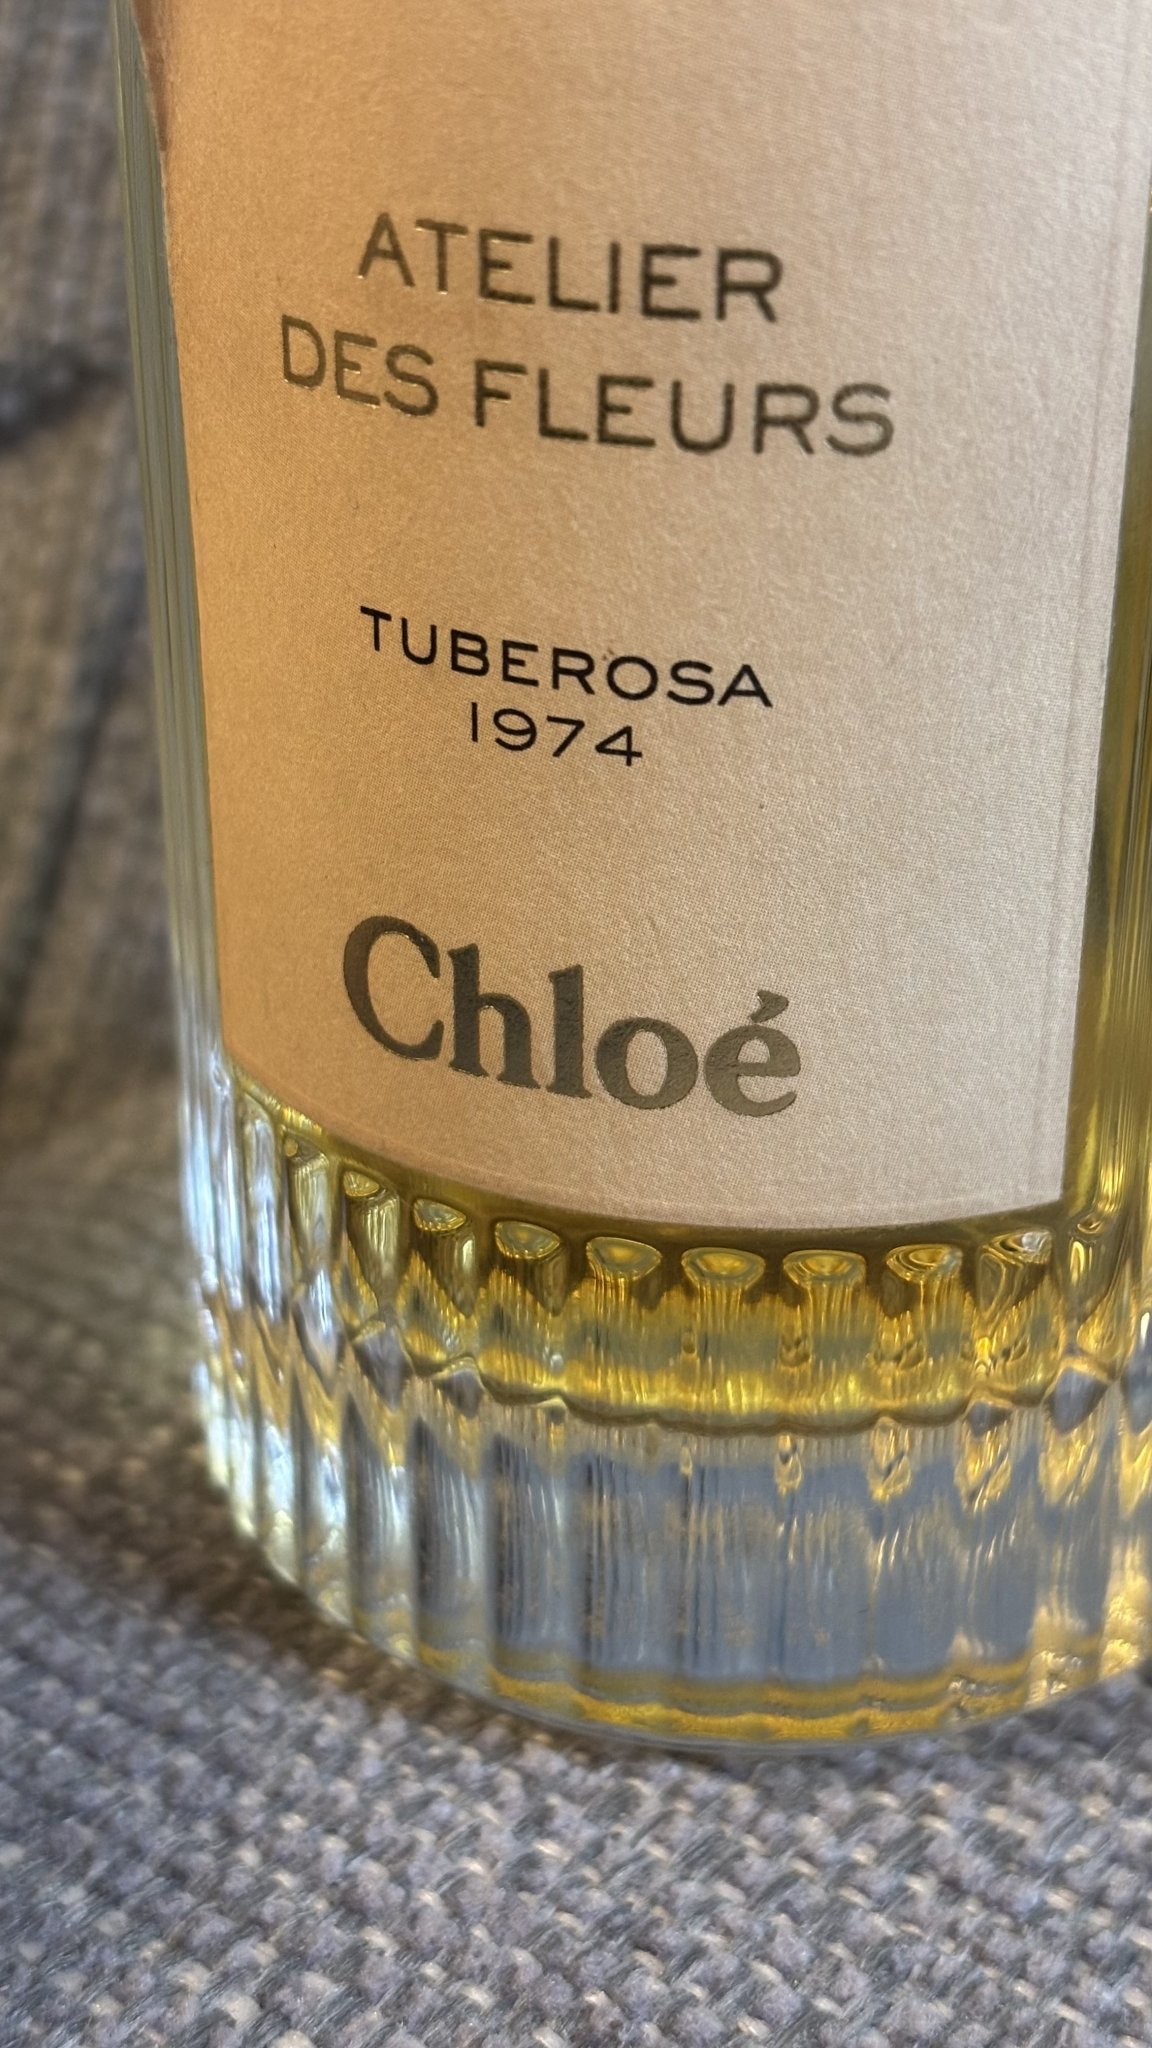 ATELIER
DES FLEURS
TUBEROSA
1974
Chloé